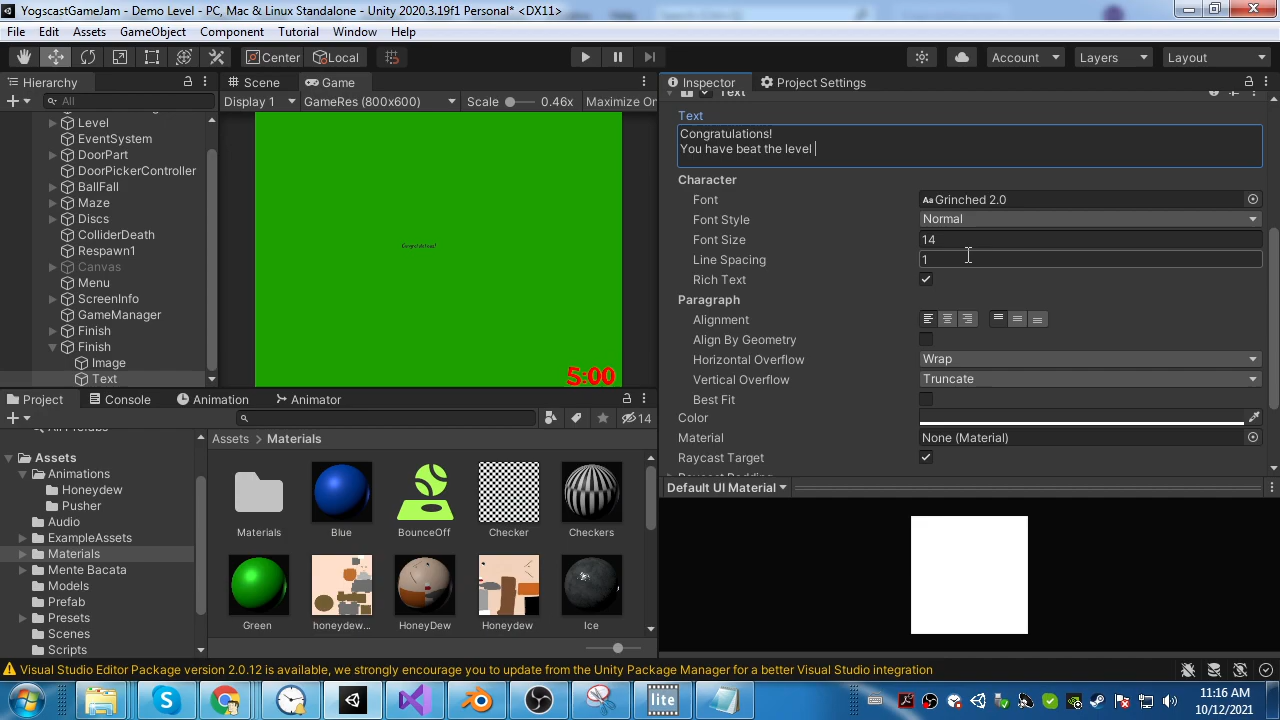 YogscastGameJam - Demo Level - PC, Mac & Linux Standalone - Unity 2020.3.19f1 Personal* <DX11>
File Edit Assets GameObject Component Tutorial Window Help
Center Local Account Layers Layout
Hierarchy
All
Level
EventSystem
DoorPart
DoorPickerController
BallFall
Maze
Discs
ColliderDeath
Respawn1
Canvas
Menu
ScreenInfo
GameManager
Finish
Finish
Image
Text
Scene Game
Display 1 GameRes (800x600) Scale 0.46x Maximize On
Congratulations!
5:00
Inspector Project Settings
Text
Text
Congratulations!
You have beat the level
Character
Font Grinched 2.0
Font Style Normal
Font Size 14
Line Spacing 1
Rich Text
Paragraph
Alignment
Align By Geometry
Horizontal Overflow Wrap
Vertical Overflow Truncate
Best Fit
Color
Material None (Material)
Raycast Target
Raycast Padding
Default UI Material
Project Console Animation Animator
14
All Prefabs
Assets
Animations
Honeydew
Pusher
Audio
ExampleAssets
Materials
Mente Bacata
Models
Prefab
Presets
Scenes
Scripts
Assets > Materials
Materials Blue BounceOff Checker Checkers
Green honeydew... HoneyDew Honeydew Ice
Visual Studio Editor Package version 2.0.12 is available, we strongly encourage you to update from the Unity Package Manager for a better Visual Studio integration
lite
11:16 AM
10/12/2021